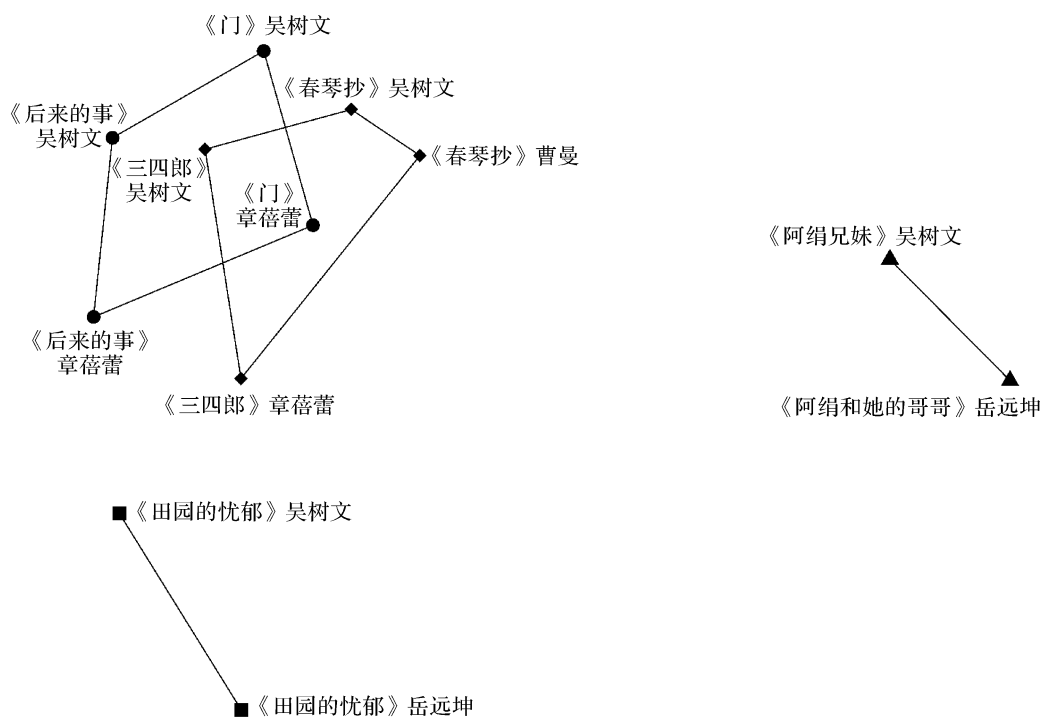 《门》吴树文
《春琴抄》吴树文
《后来的事》
吴树文
《三四郎》
吴树文
《春琴抄》曹曼
《门》
章蓓蕾
《阿绢兄妹》吴树文
《后来的事》
章蓓蕾
《三四郎》章蓓蕾
《阿绢和她的哥哥》岳远坤
《田园的忧郁》吴树文
《田园的忧郁》岳远坤